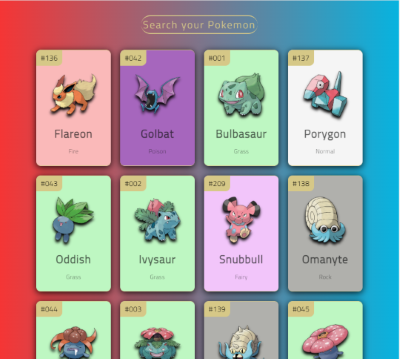 Search your Pokemon
#136
#042
#001
#137
Flareon
Golbat
Bulbasaur
Porygon
Fire
Poison
Grass
Normal
#043
#002
#209
#138
Oddish
Ivysaur
Snubbull
Omanyte
Grass
Grass
Fairy
Rock
#044
#003
#139
#045